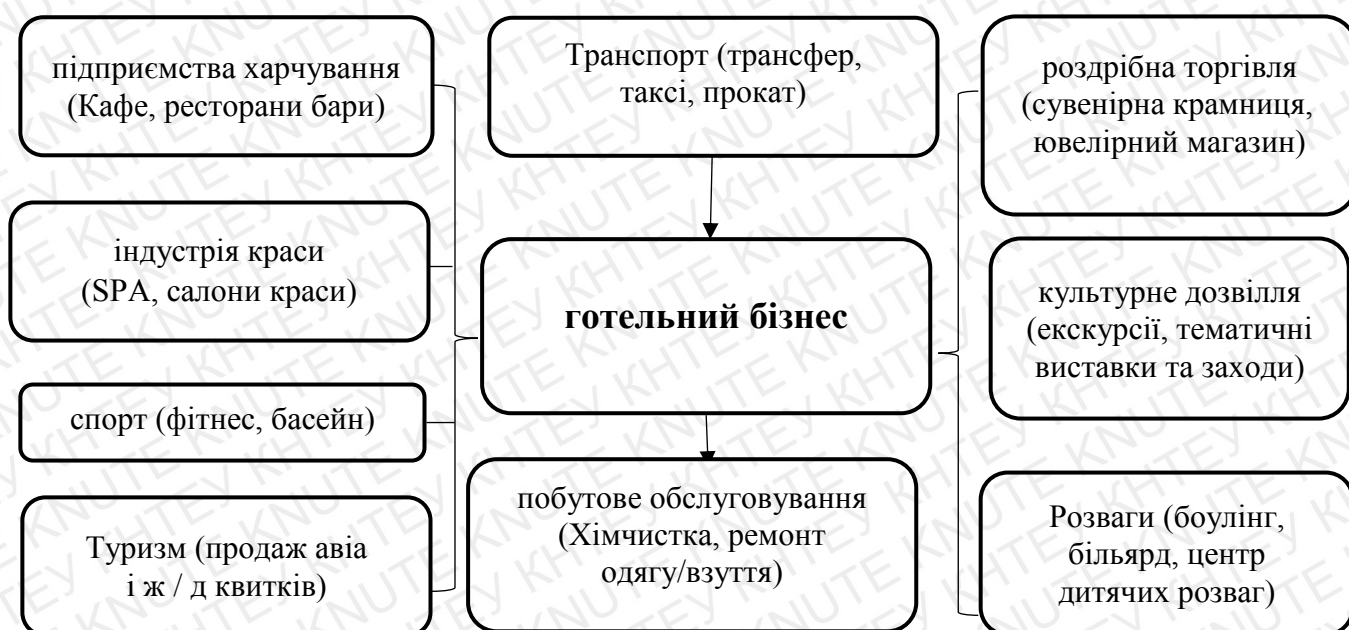 підприємства харчування
(Кафе, ресторани бари)
Транспорт (трансфер,
таксі, прокат)
роздрібна торгівля
(сувенірна крамниця,
ювелірний магазин)
індустрія краси
(SPA, салони краси)
готельний бізнес
культурне дозвілля
(екскурсії, тематичні
виставки та заходи)
спорт (фітнес, басейн)
Туризм (продаж авіа
і ж / д квитків)
побутове обслуговування
(Хімчистка, ремонт
одягу/взуття)
Розваги (боулінг,
більярд, центр
дитячих розваг)